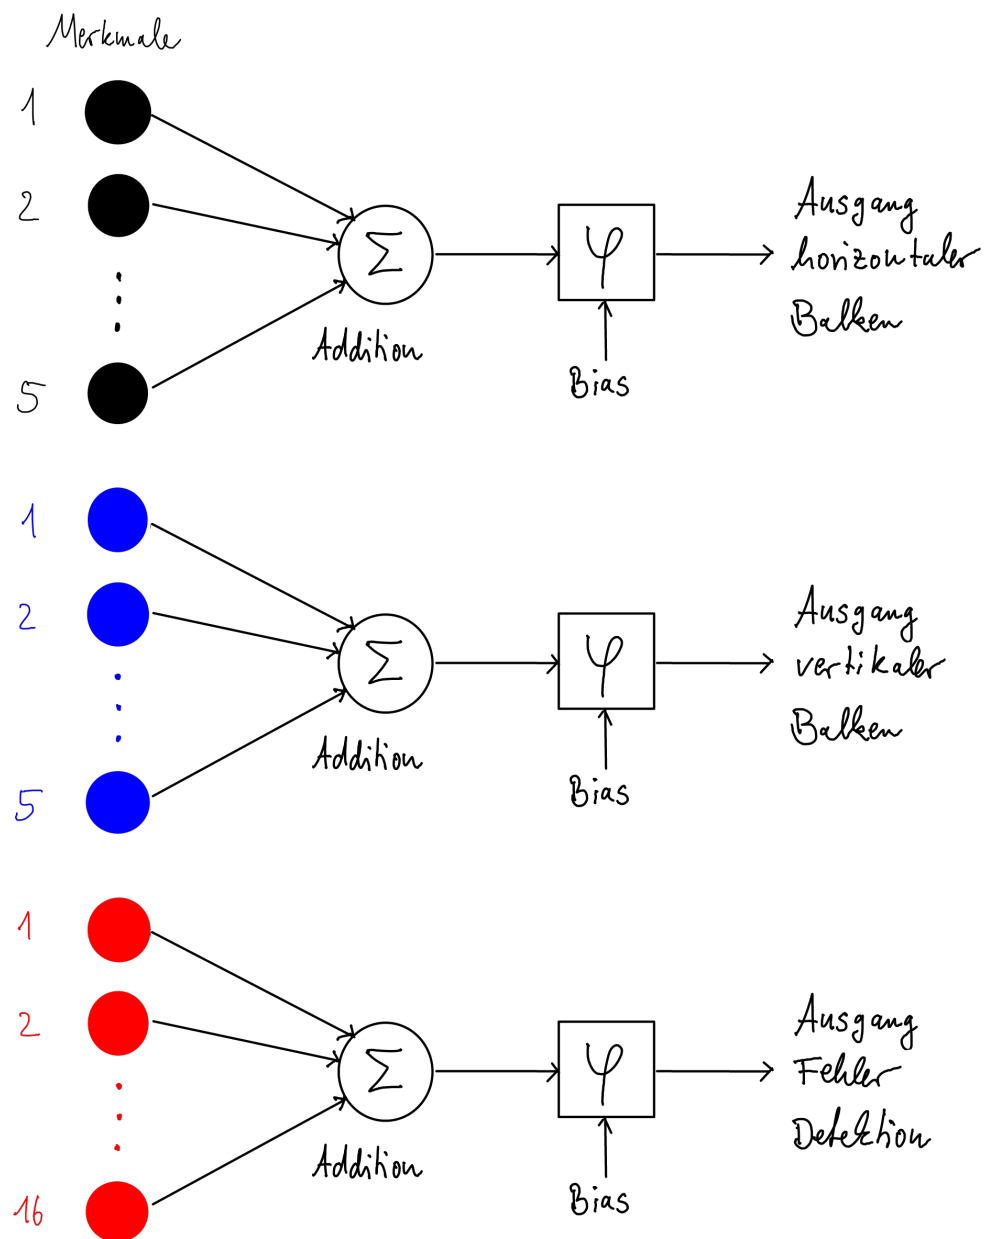 Merkmale
1
2
5
Σ
φ
Addition
Bias
Ausgang
horizontaler
Balken
1
2
5
Σ
φ
Addition
Bias
Ausgang
vertikaler
Balken
1
2
16
Σ
φ
Addition
Bias
Ausgang
Fehler
Detektion